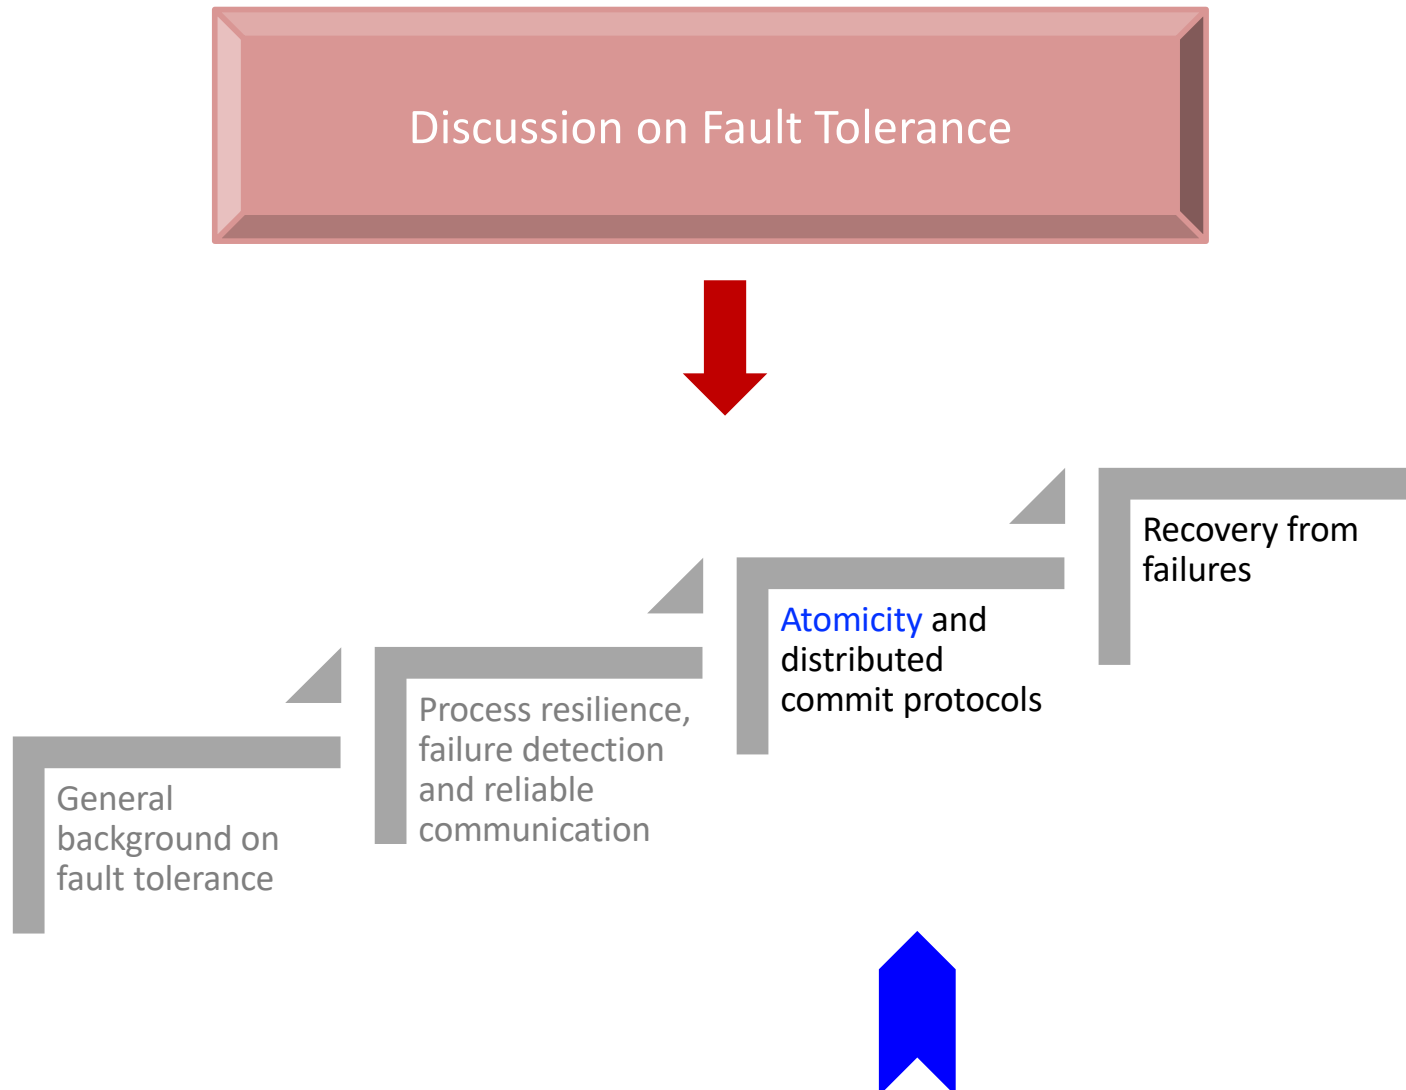 Discussion on Fault Tolerance
General
background on
fault tolerance
Process resilience,
failure detection
and reliable
communication
Atomicity and
distributed
commit protocols
Recovery from
failures